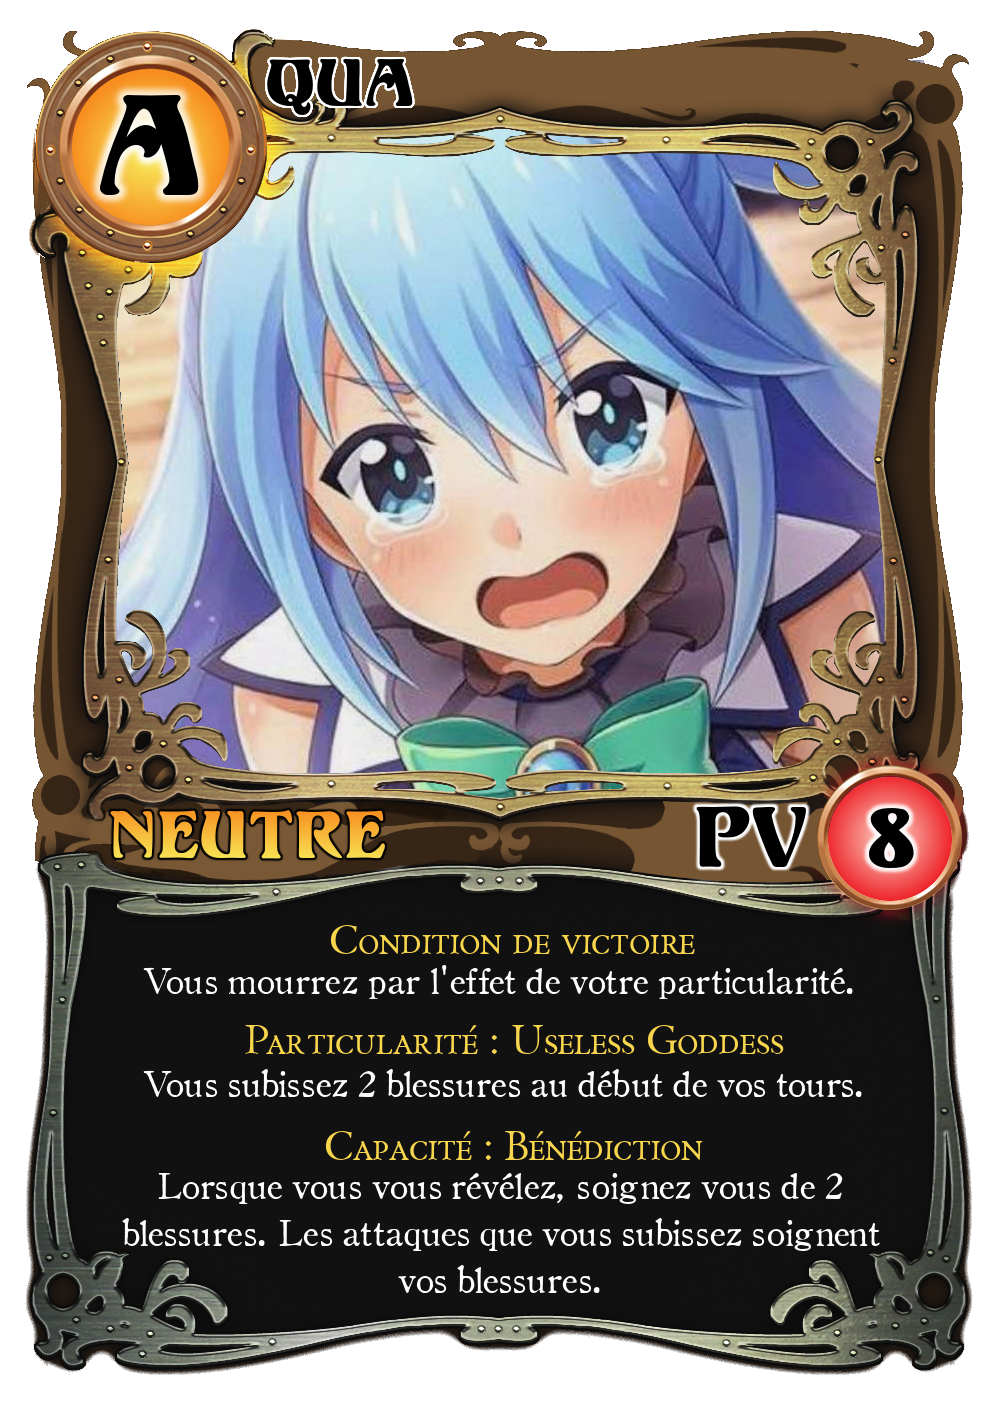 A QUA
NEUTRE PV 8
Condition de victoire
Vous mourrez par l'effet de votre particularité.
Particularité : Useless Goddess
Vous subissez 2 blessures au début de vos tours.
Capacité : Bénédiction
Lorsque vous vous révélez, soignez vous de 2
blessures. Les attaques que vous subissez soignent
vos blessures.